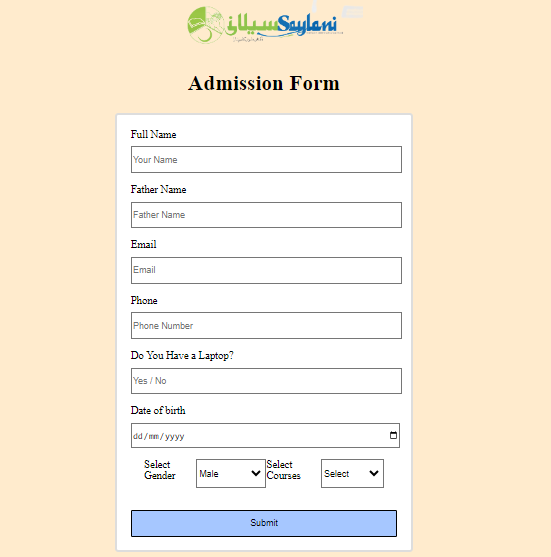 سیلانی Saylani
Admission Form
Full Name
Your Name
Father Name
Father Name
Email
Email
Phone
Phone Number
Do You Have a Laptop?
Yes / No
Date of birth
dd/mm/yyyy
Select Gender Male Select Courses Select
Submit